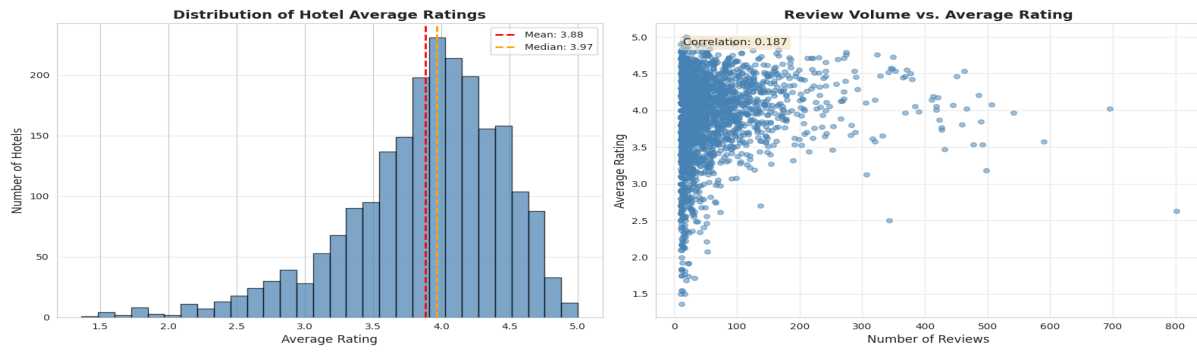 Distribution of Hotel Average Ratings
Mean: 3.88
Median: 3.97
Number of Hotels
200
150
100
50
0
1.5 2.0 2.5 3.0 3.5 4.0 4.5 5.0
Average Rating
Review Volume vs. Average Rating
Correlation: 0.187
Average Rating
5.0
4.5
4.0
3.5
3.0
2.5
2.0
1.5
0 100 200 300 400 500 600 700 800
Number of Reviews